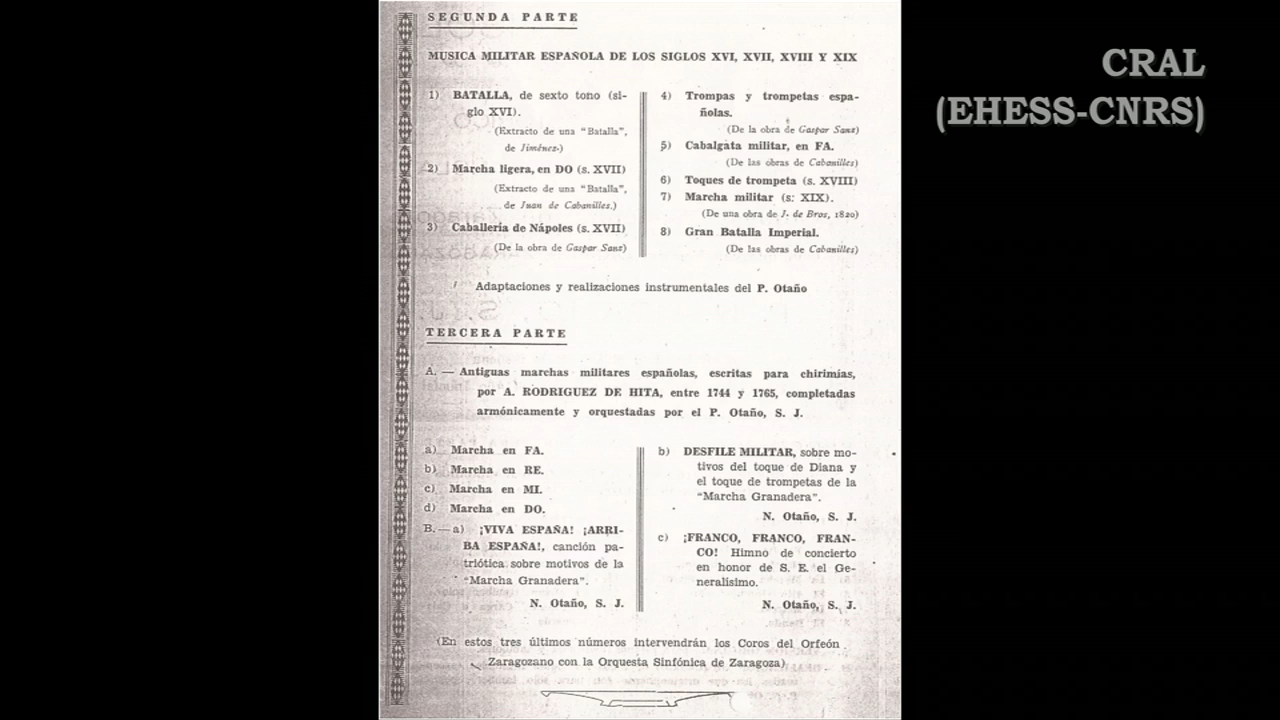 SEGUNDA PARTE
MUSICA MILITAR ESPAÑOLA DE LOS SIGLOS XVI, XVII, XVIII Y XIX
1) BATALLA, de sexto tono (si-
glo XVI).
(Extracto de una "Batalla",
de Jiménez.)
2) Marcha ligera, en DO (s. XVII)
(Extracto de una "Batalla",
de Juan de Cabanilles.)
3) Caballería de Nápoles (s. XVII)
(De la obra de Gaspar Sanz)
4) Trompas y trompetas espa-
ñolas.
(De la obra de Gaspar Sanz)
5) Cabalgata militar, en FA.
(De las obras de Cabanilles)
6) Toques de trompeta (s. XVIII)
7) Marcha militar (s: XIX).
(De una obra de J. de Bros, 1820)
8) Gran Batalla Imperial.
(De las obras de Cabanilles)
Adaptaciones y realizaciones instrumentales del P. Otaño
TERCERA PARTE
A. — Antiguas marchas militares españolas, escritas para chirimías,
por A. RODRIGUEZ DE HITA, entre 1744 y 1765, completadas
armónicamente y orquestadas por el P. Otaño, S. J.
a) Marcha en FA.
b) Marcha en RE.
c) Marcha en MI.
d) Marcha en DO.
B. — a) ¡VIVA ESPAÑA! ¡ARRI-
BA ESPAÑA!, canción pa-
triótica sobre motivos de la
"Marcha Granadera".
N. Otaño, S. J.
b) DESFILE MILITAR, sobre mo-
tivos del toque de Diana y
el toque de trompetas de la
"Marcha Granadera".
N. Otaño, S. J.
c) ¡FRANCO, FRANCO, FRAN-
CO! Himno de concierto
en honor de S. E. el Ge-
neralísimo.
N. Otaño, S. J.
(En estos tres últimos números intervendrán los Coros del Orfeón
Zaragozano con la Orquesta Sinfónica de Zaragoza)
CRAL
(EHESS-CNRS)